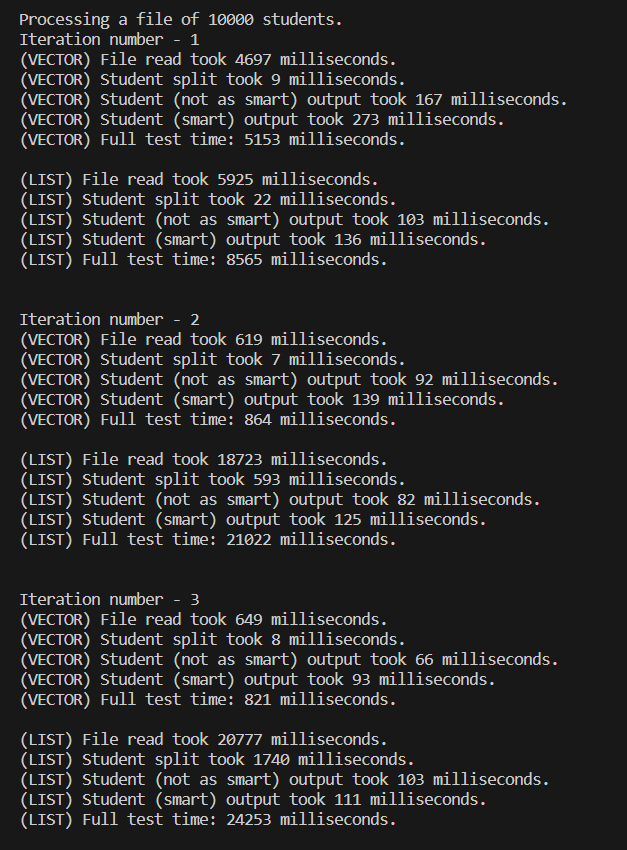 Processing a file of 10000 students.
Iteration number - 1
(VECTOR) File read took 4697 milliseconds.
(VECTOR) Student split took 9 milliseconds.
(VECTOR) Student (not as smart) output took 167 milliseconds.
(VECTOR) Student (smart) output took 273 milliseconds.
(VECTOR) Full test time: 5153 milliseconds.
(LIST) File read took 5925 milliseconds.
(LIST) Student split took 22 milliseconds.
(LIST) Student (not as smart) output took 103 milliseconds.
(LIST) Student (smart) output took 136 milliseconds.
(LIST) Full test time: 8565 milliseconds.
Iteration number - 2
(VECTOR) File read took 619 milliseconds.
(VECTOR) Student split took 7 milliseconds.
(VECTOR) Student (not as smart) output took 92 milliseconds.
(VECTOR) Student (smart) output took 139 milliseconds.
(VECTOR) Full test time: 864 milliseconds.
(LIST) File read took 18723 milliseconds.
(LIST) Student split took 593 milliseconds.
(LIST) Student (not as smart) output took 82 milliseconds.
(LIST) Student (smart) output took 125 milliseconds.
(LIST) Full test time: 21022 milliseconds.
Iteration number - 3
(VECTOR) File read took 649 milliseconds.
(VECTOR) Student split took 8 milliseconds.
(VECTOR) Student (not as smart) output took 66 milliseconds.
(VECTOR) Student (smart) output took 93 milliseconds.
(VECTOR) Full test time: 821 milliseconds.
(LIST) File read took 20777 milliseconds.
(LIST) Student split took 1740 milliseconds.
(LIST) Student (not as smart) output took 103 milliseconds.
(LIST) Student (smart) output took 111 milliseconds.
(LIST) Full test time: 24253 milliseconds.